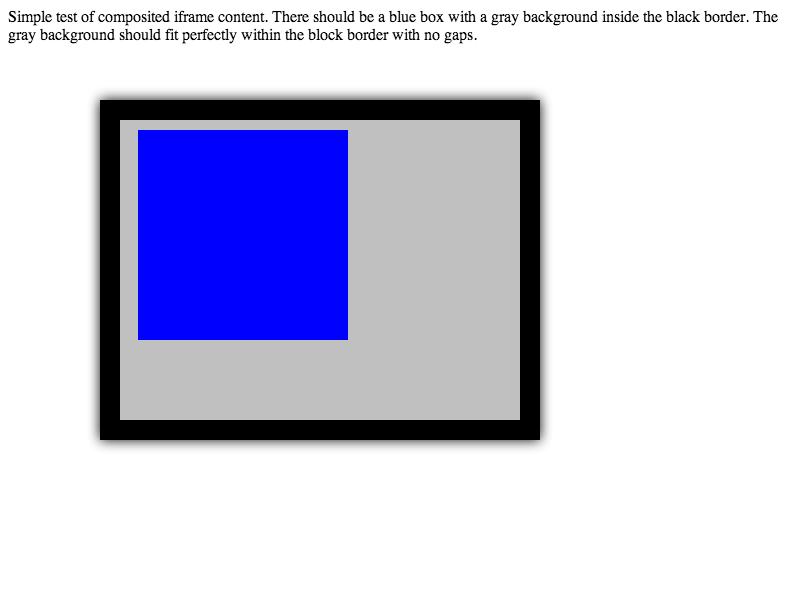 Simple test of composited iframe content. There should be a blue box with a gray background inside the black border. The
gray background should fit perfectly within the block border with no gaps.